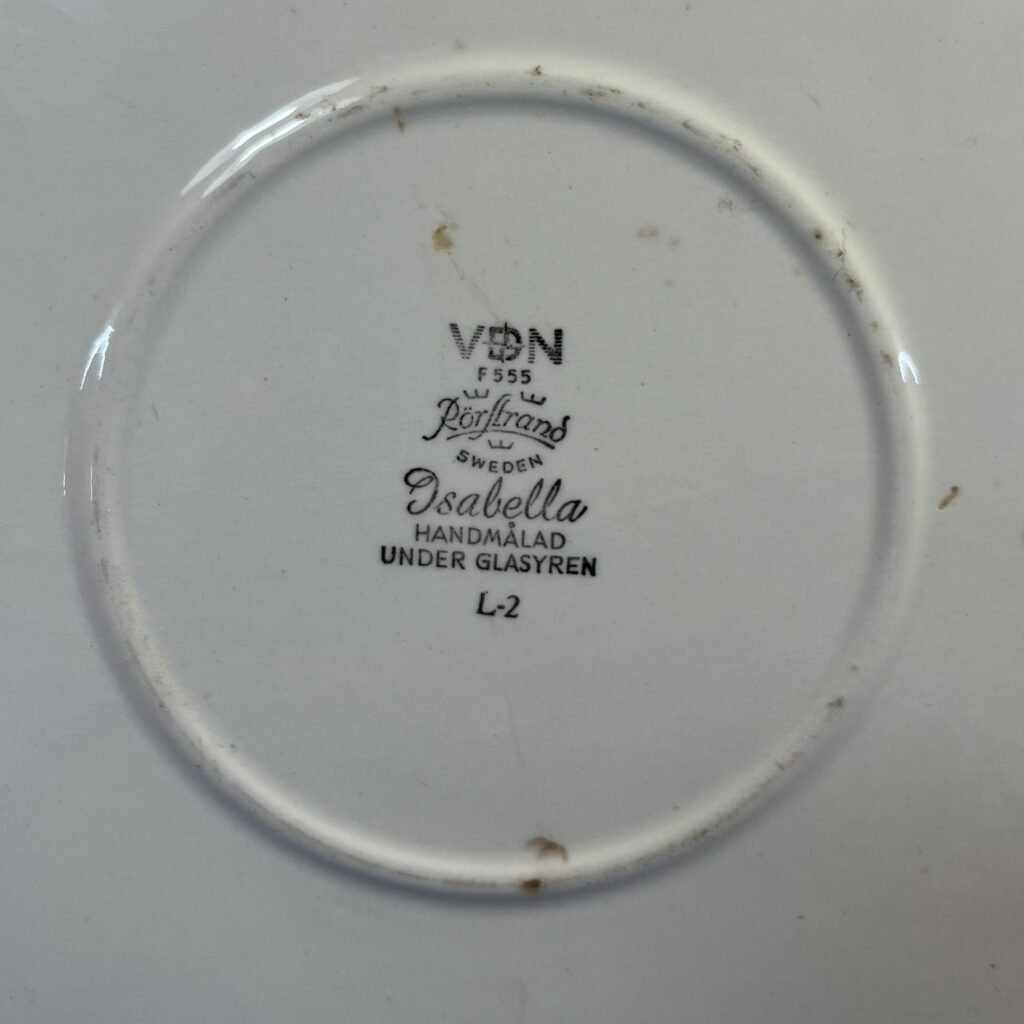 VDN
F555
Rörstrand
SWEDEN
Isabella
HANDMÅLAD
UNDER GLASYREN
L-2